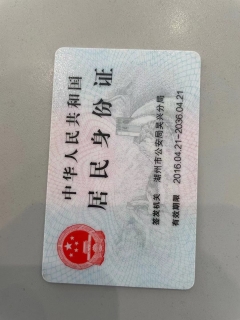 中华人民共和国
居民身份证
签发机关 湖州市公安局吴兴分局
有效期限 2016.04.21-2036.04.21